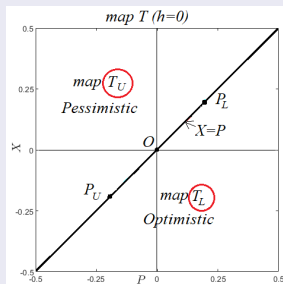 map T (h=0)
0.5
0.25
0
-0.25
-0.5
X
map T_U
Pessimistic
P_L
X=P
O
P_U
map T_L
Optimistic
-0.5
-0.25
0
0.25
0.5
P